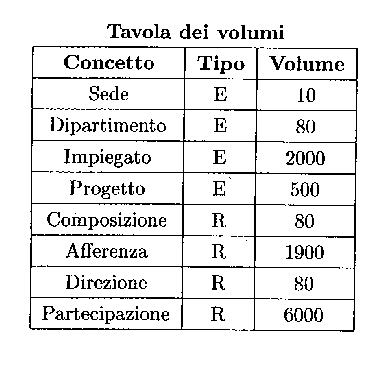 Tavola dei volumi
Concetto Tipo Volume
Sede E 10
Dipartimento E 80
Impiegato E 2000
Progetto E 500
Composizione R 80
Afferenza R 1900
Direzione R 80
Partecipazione R 6000